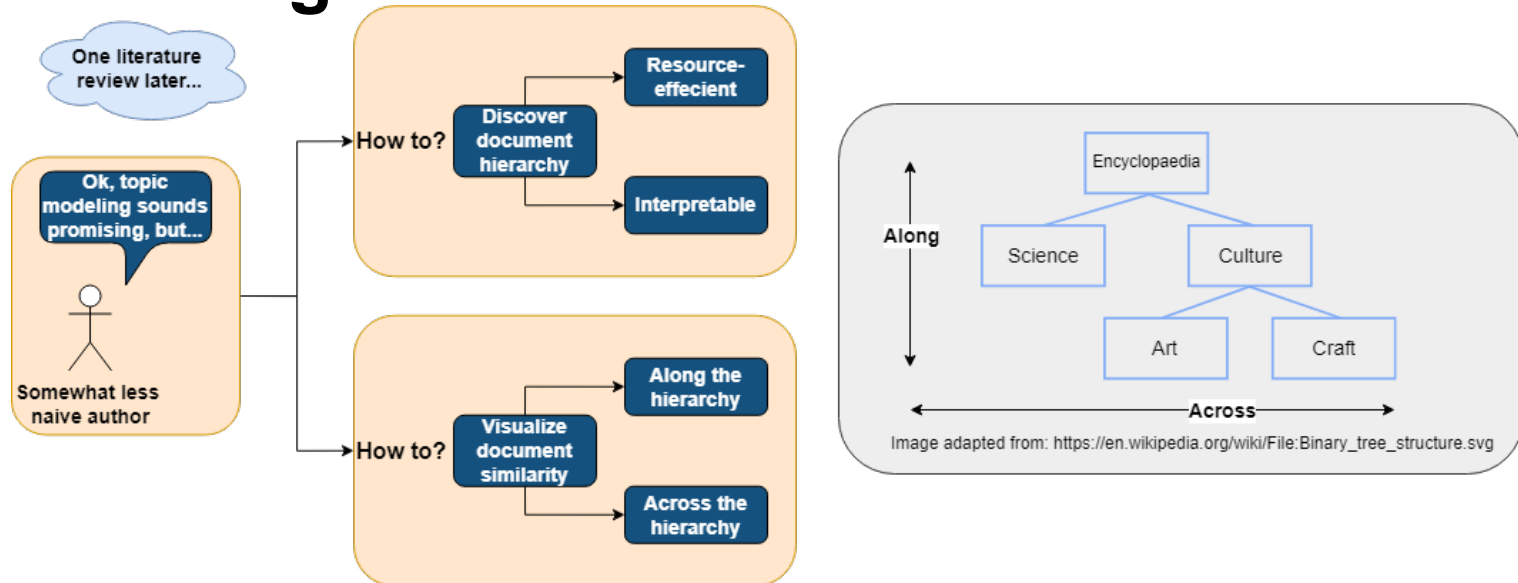 g
One literature
review later...
Ok, topic
modeling sounds
promising, but...
Somewhat less
naive author
How to?
Discover
document
hierarchy
Resource-
effecient
Interpretable
How to?
Visualize
document
similarity
Along the
hierarchy
Across the
hierarchy
Along
Encyclopaedia
Science
Culture
Art
Craft
Across
Image adapted from: https://en.wikipedia.org/wiki/File:Binary_tree_structure.svg